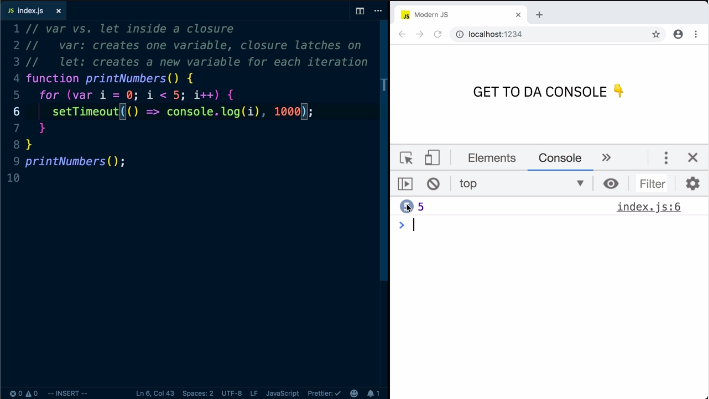 JS index.js ×
1 // var vs. let inside a closure
2 //   var: creates one variable, closure latches on
3 //   let: creates a new variable for each iteration
4 function printNumbers() {
5   for (var i = 0; i < 5; i++) {
6     setTimeout(() => console.log(i), 1000);
7   }
8 }
9 printNumbers();
10
0 0 -- INSERT -- Ln 6, Col 43 Spaces: 2 UTF-8 LF JavaScript Prettier: ✓ 1
JS Modern JS × +
localhost:1234
GET TO DA CONSOLE 👇
Elements Console » ×
top ▼ Filter
5 index.js:6
>